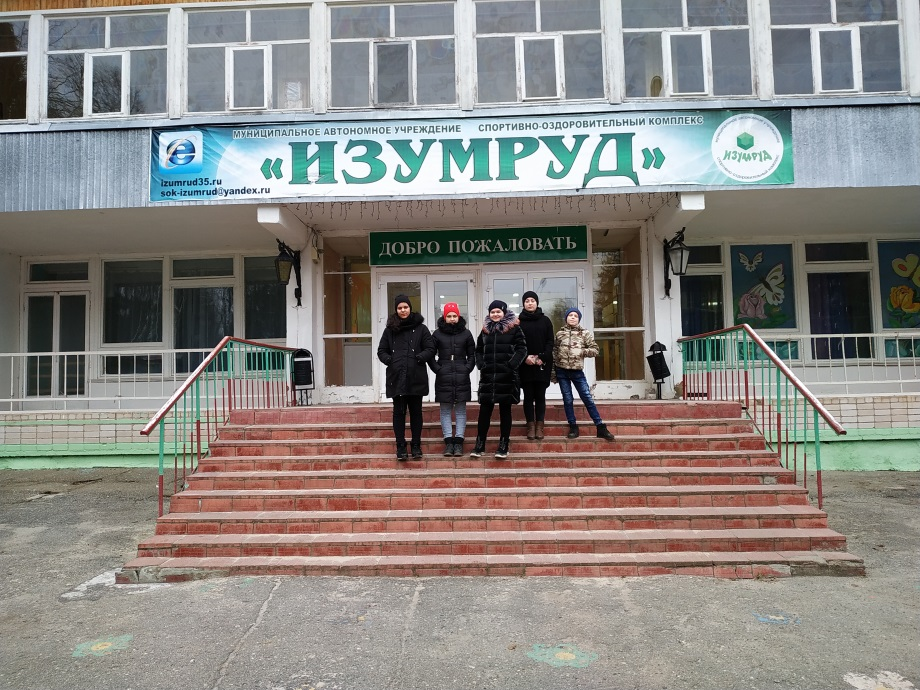 МУНИЦИПАЛЬНОЕ АВТОНОМНОЕ УЧРЕЖДЕНИЕ СПОРТИВНО-ОЗДОРОВИТЕЛЬНЫЙ КОМПЛЕКС
«ИЗУМРУД»
izumrud35.ru
sok-izumrud@yandex.ru
ИЗУМРУД
ДОБРО ПОЖАЛОВАТЬ